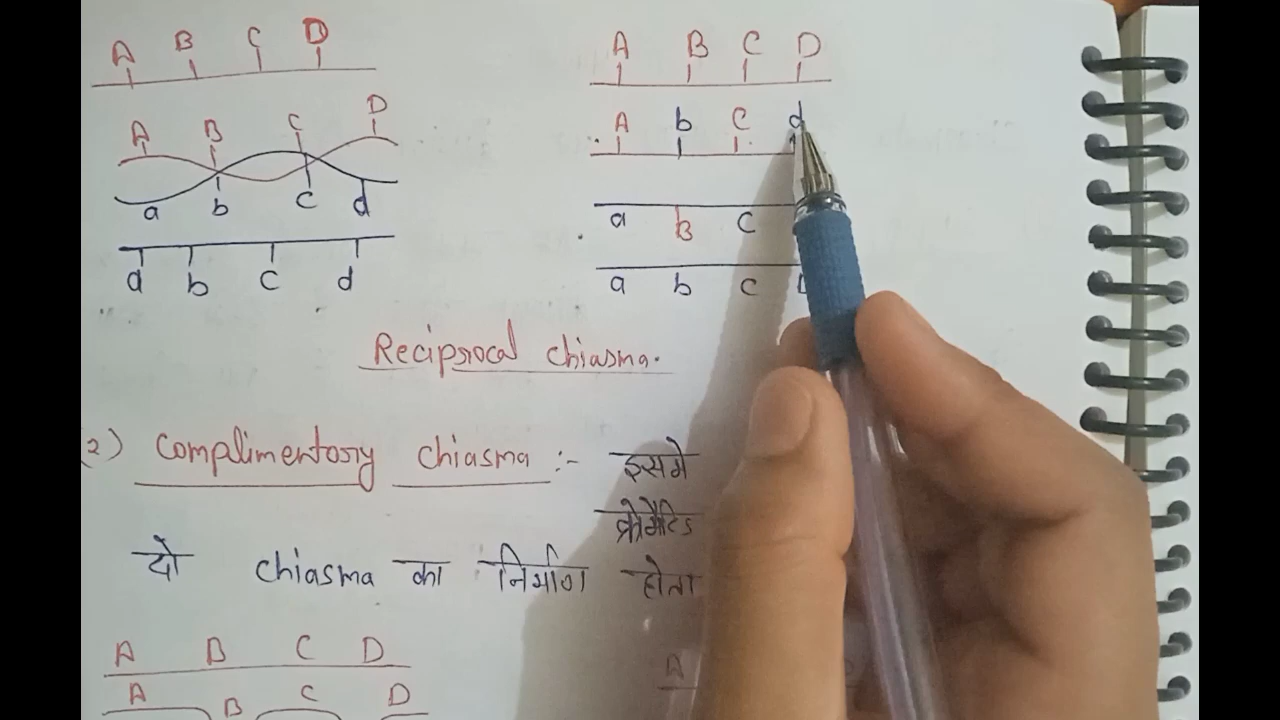 A B C D
A B C D
a b c d
a b c d
A B C D
A b C d
a B C
a b c
Reciprocal chiasma.
(2) Complimentory chiasma :- इसमे
क्रोमैटिड
दो chiasma का निर्माण होता
A B C D
A B C D
A